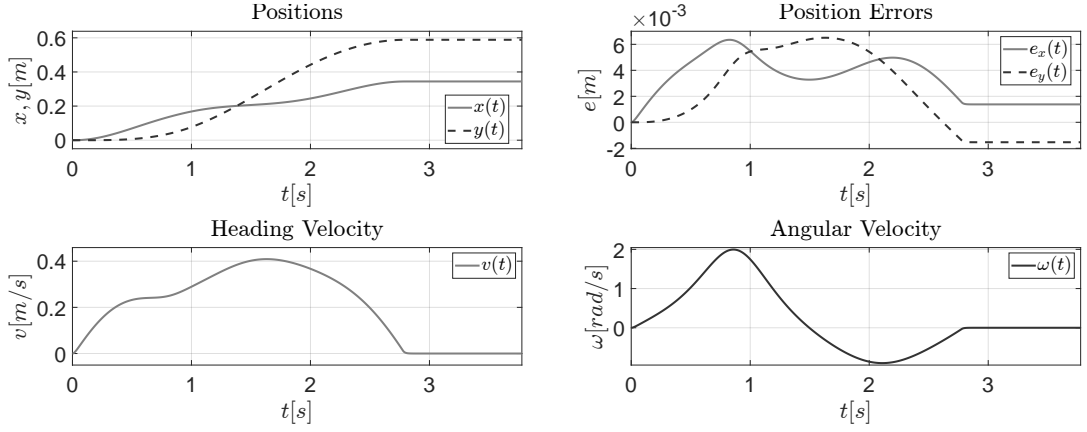 Positions
0.6
0.4
0.2
0
x, y[m]
x(t)
y(t)
0
1
2
3
t[s]
×10-3
Position Errors
6
4
2
0
-2
e[m]
ex(t)
ey(t)
0
1
2
3
t[s]
Heading Velocity
0.4
0.2
0
v[m/s]
v(t)
0
1
2
3
t[s]
Angular Velocity
2
1
0
ω[rad/s]
ω(t)
0
1
2
3
t[s]